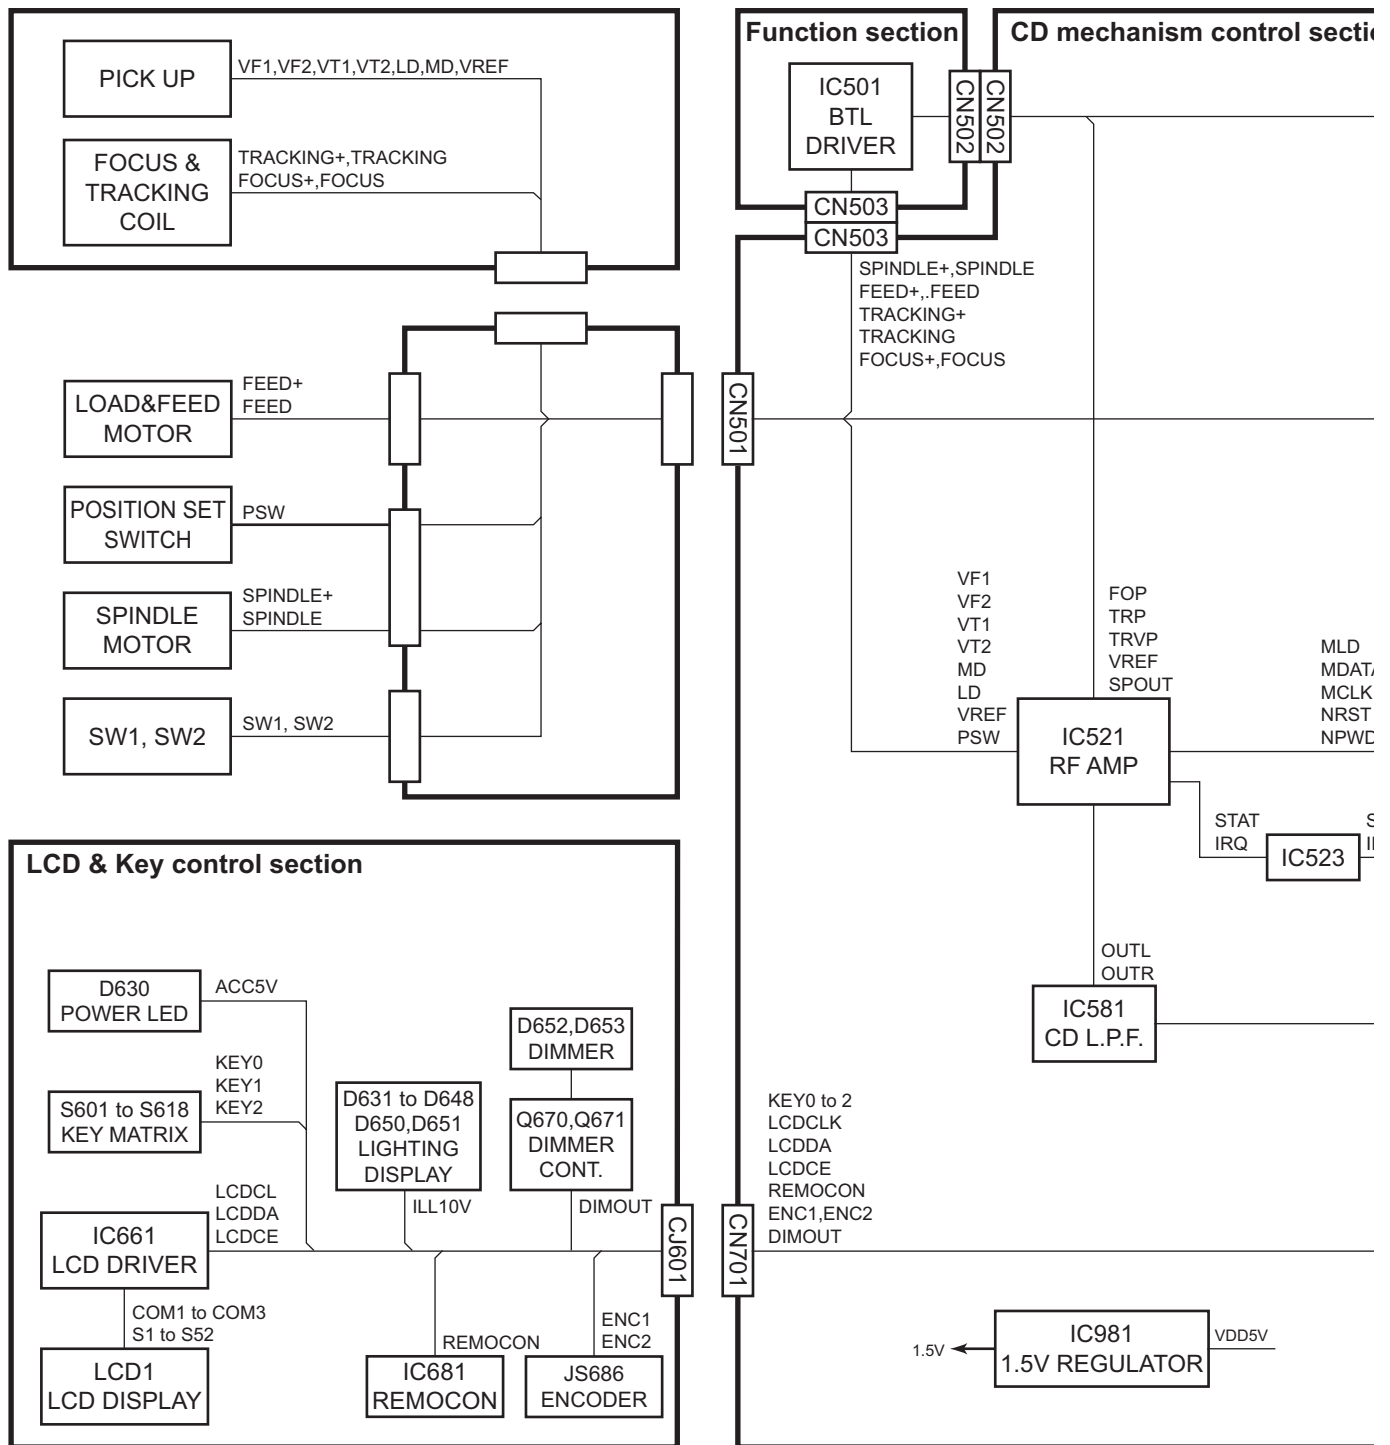 PICK UP
VF1,VF2,VT1,VT2,LD,MD,VREF
FOCUS &
TRACKING
COIL
TRACKING+,TRACKING
FOCUS+,FOCUS
LOAD&FEED
MOTOR
FEED+
FEED
POSITION SET
SWITCH
PSW
SPINDLE
MOTOR
SPINDLE+
SPINDLE
SW1, SW2
SW1, SW2
Function section
IC501
BTL
DRIVER
CN502
CN502
CN503
CN503
CD mechanism control
SPINDLE+,SPINDLE
FEED+,.FEED
TRACKING+
TRACKING
FOCUS+,FOCUS
CN501
VF1
VF2
VT1
VT2
MD
LD
VREF
PSW
FOP
TRP
TRVP
VREF
SPOUT
MLD
MDATA
MCLK
NRST
NPWD
IC521
RF AMP
STAT
IRQ
IC523
OUTL
OUTR
IC581
CD L.P.F.
LCD & Key control section
D630
POWER LED
ACC5V
S601 to S618
KEY MATRIX
KEY0
KEY1
KEY2
IC661
LCD DRIVER
LCDCL
LCDDA
LCDCE
COM1 to COM3
S1 to S52
LCD1
LCD DISPLAY
D631 to D648
D650,D651
LIGHTING
DISPLAY
ILL10V
D652,D653
DIMMER
Q670,Q671
DIMMER
CONT.
DIMOUT
REMOCON
IC681
REMOCON
ENC1
ENC2
JS686
ENCODER
CJ601
CN701
KEY0 to 2
LCDCLK
LCDDA
LCDCE
REMOCON
ENC1,ENC2
DIMOUT
1.5V
IC981
1.5V REGULATOR
VDD5V